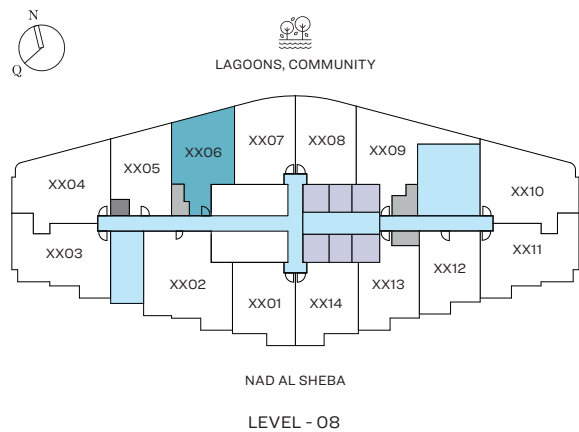 N
Q
LAGOONS, COMMUNITY
XX07
XX08
XX06
XX09
XX05
XX04
XX10
XX03
XX11
XX12
XX02
XX13
XX01
XX14
NAD AL SHEBA
LEVEL - 08